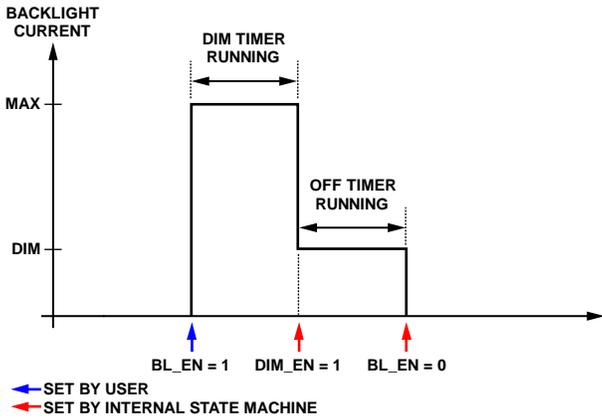 BACKLIGHT
CURRENT
DIM TIMER
RUNNING
MAX
OFF TIMER
RUNNING
DIM
BL_EN = 1
DIM_EN = 1
BL_EN = 0
SET BY USER
SET BY INTERNAL STATE MACHINE